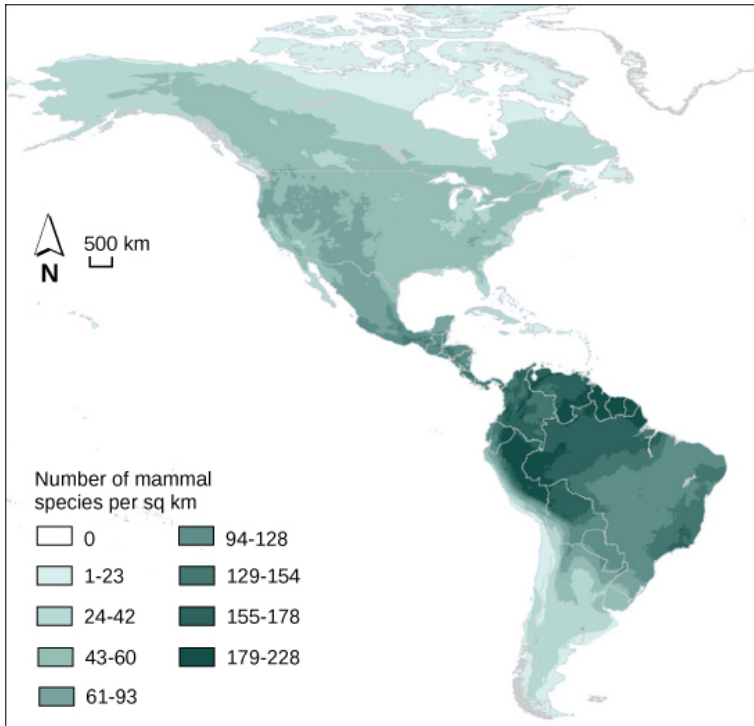 500 km
N
Number of mammal
species per sq km
0
1-23
24-42
43-60
61-93
94-128
129-154
155-178
179-228